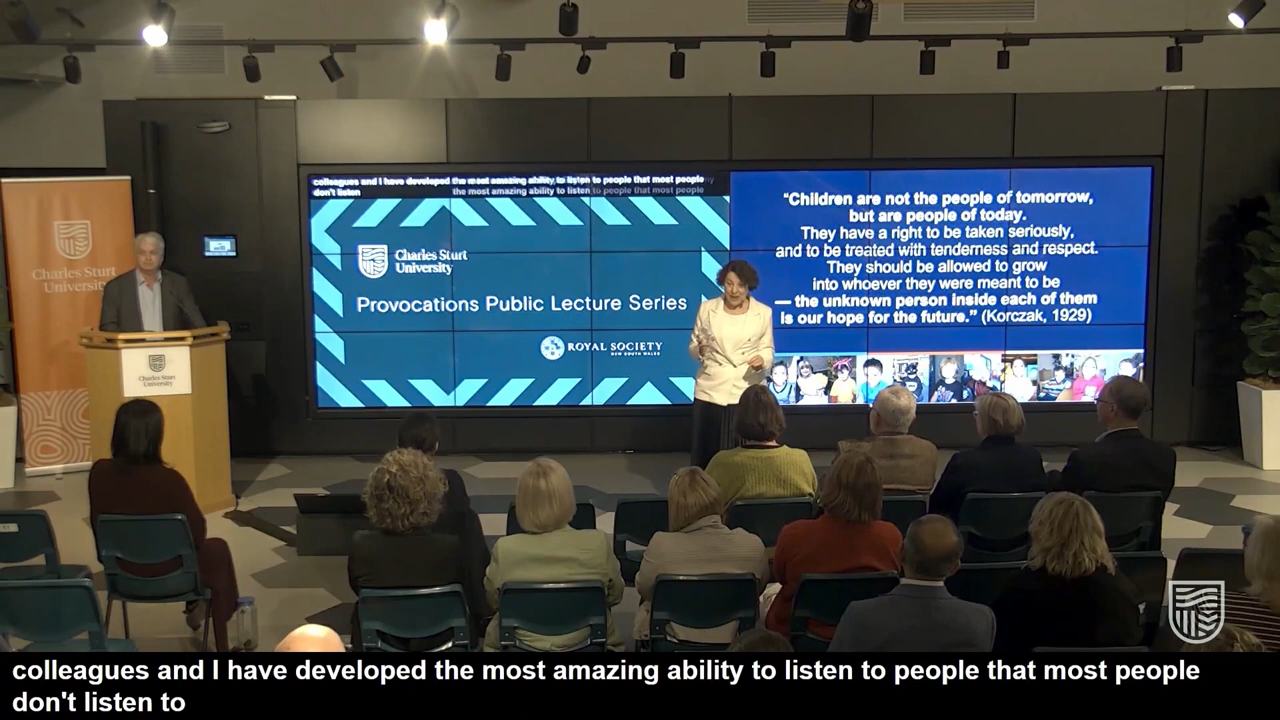 colleagues and I have developed the most amazing ability to listen to people that most people
don't listen
the most amazing ability to listen to people that most people
Charles Sturt
University
Provocations Public Lecture Series
ROYAL SOCIETY
NEW SOUTH WALES
“Children are not the people of tomorrow,
but are people of today.
They have a right to be taken seriously,
and to be treated with tenderness and respect.
They should be allowed to grow
into whoever they were meant to be
— the unknown person inside each of them
is our hope for the future.” (Korczak, 1929)
Charles Sturt
University
Charles Sturt
University
colleagues and I have developed the most amazing ability to listen to people that most people
don't listen to